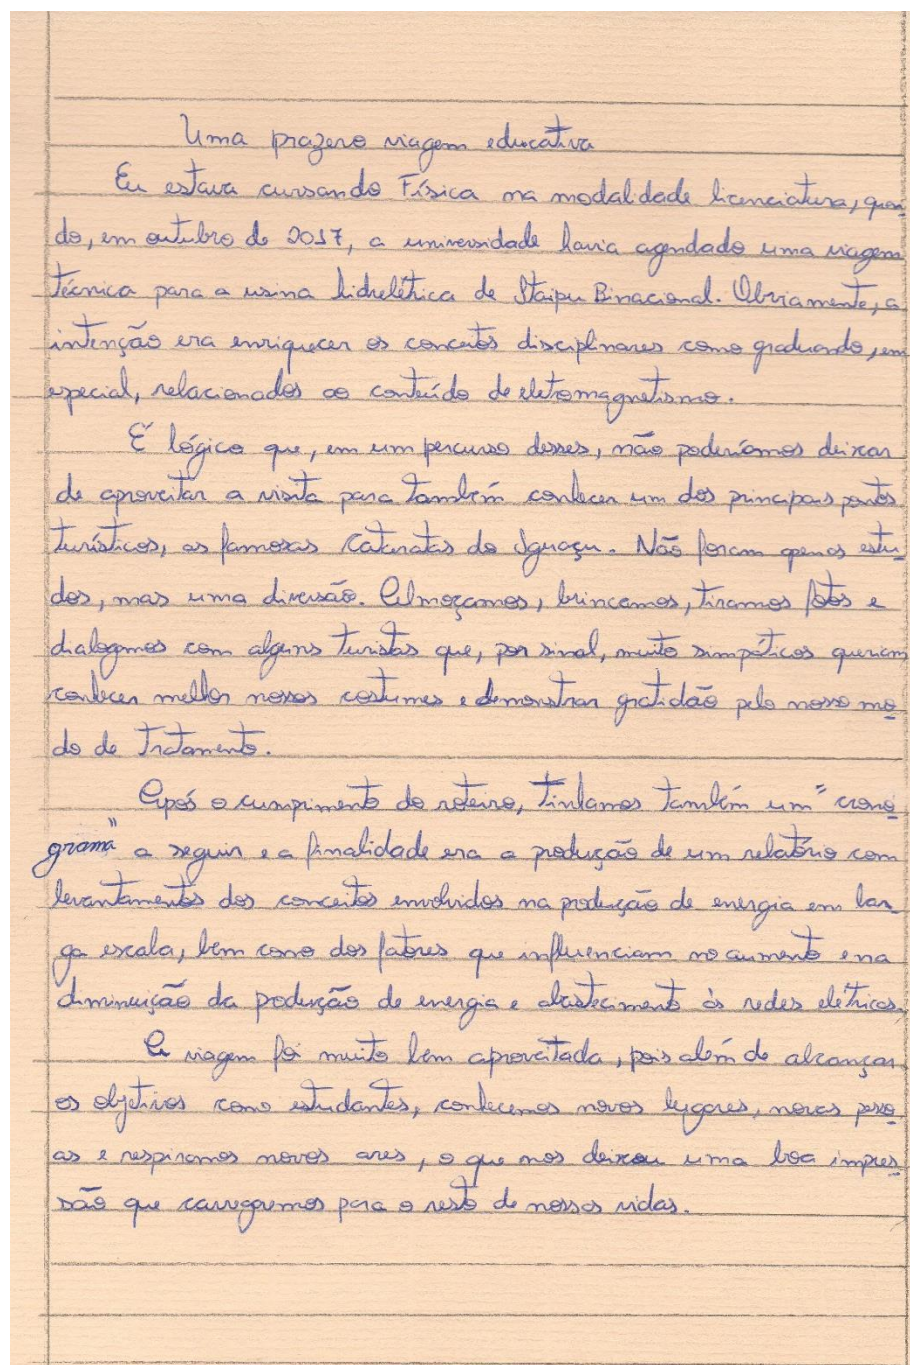 Uma prazero viagem educativa
Eu estava cursando Física na modalidade licenciatura, quan-
do, em outubro de 2017, a universidade havia agendado uma viagem
técnica para a usina hidrelétrica de Itaipu Binacional. Obviamente, a
intenção era enriquecer os conceitos disciplinares como graduando, em
especial, relacionados ao conteúdo de eletromagnetismo.
É lógico que, em um percurso desses, não poderíamos deixar
de aproveitar a visita para também conhecer um dos principais pontos
turísticos, as famosas Cataratas do Iguaçu. Não foram apenas estu-
dos, mas uma diversão. Almoçamos, brincamos, tiramos fotos e
dialogamos com alguns turistas que, por sinal, muito simpáticos queriam
conhecer melhor nossos costumes e demonstrar gratidão pelo nosso mo-
do de tratamento.
Após o cumprimento do roteiro, tínhamos também um "crono-
grama" a seguir e a finalidade era a produção de um relatório com
levantamentos dos conceitos envolvidos na produção de energia em lar-
ga escala, bem como dos fatores que influenciam no aumento e na
diminuição da produção de energia e abastecimento às redes elétricas.
A viagem foi muito bem aproveitada, pois além de alcançar
os objetivos como estudantes, conhecemos novos lugares, novas pesso-
as e respiramos novos ares, o que nos deixou uma boa impres-
são que carregaremos para o resto de nossas vidas.